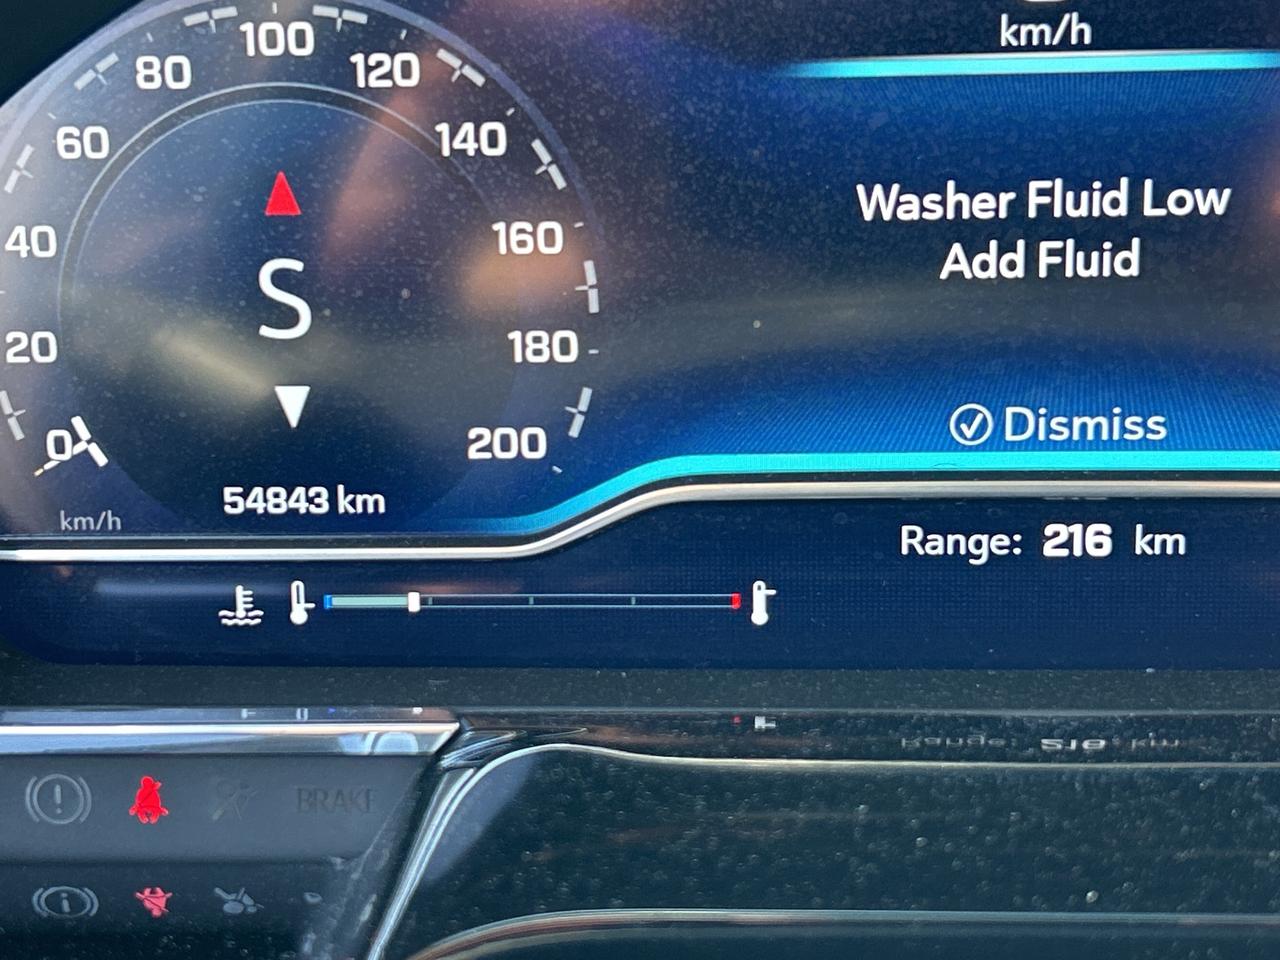 km/h
100
80
120
60
140
Washer Fluid Low
Add Fluid
40
160
S
20
180
Dismiss
0
200
54843 km
km/h
Range: 216 km
BRAKE